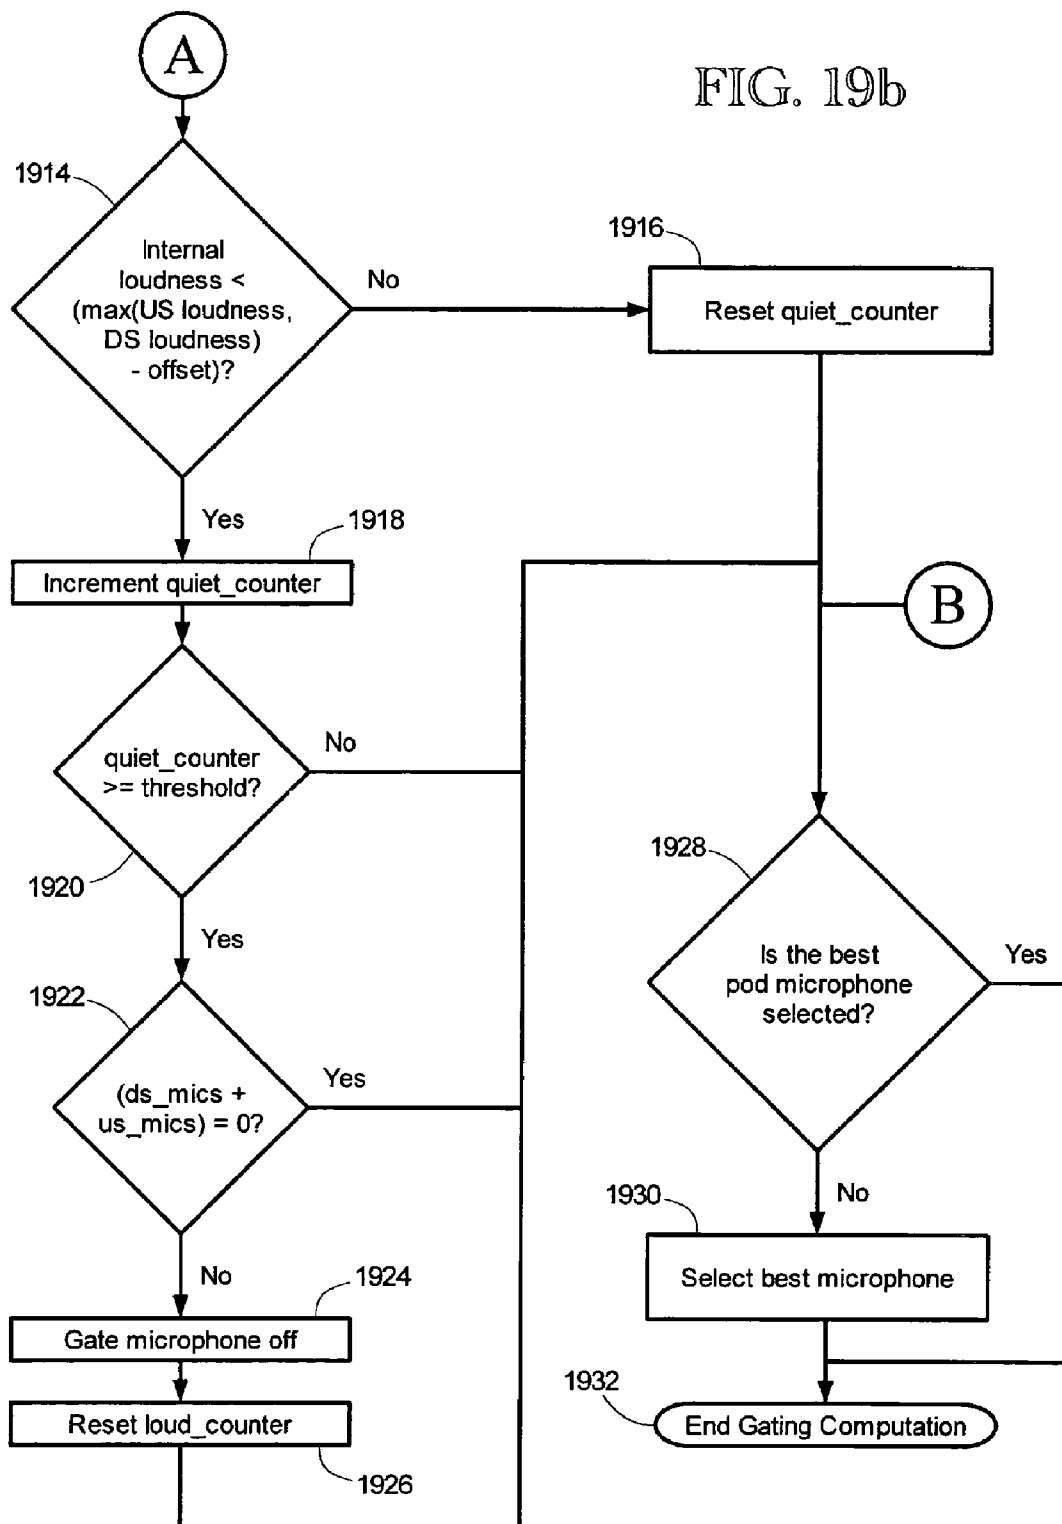 A
FIG. 19b
1914
Internal
loudness <
(max(US loudness,
DS loudness)
- offset)?
No
1916
Reset quiet_counter
Yes
1918
Increment quiet_counter
B
quiet_counter
>= threshold?
No
1920
Yes
1928
Is the best
pod microphone
selected?
Yes
1922
(ds_mics +
us_mics) = 0?
Yes
No
1930
Select best microphone
No
1924
Gate microphone off
Reset loud_counter
1926
1932
End Gating Computation